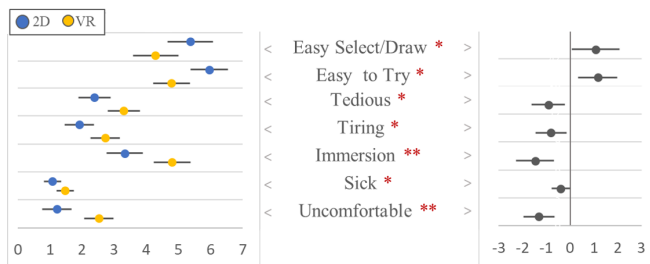 2D VR
< Easy Select/Draw * >
< Easy to Try * >
Tedious *
< Tiring * >
< Immersion ** >
< Sick * >
< Uncomfortable ** >
0 1 2 3 4 5 6 7
-3 -2 -1 0 1 2 3